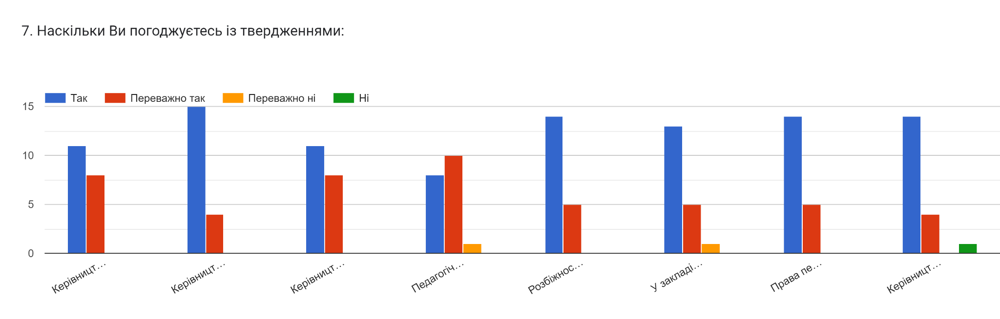 7. Наскільки Ви погоджуєтесь із твердженнями:
Так Переважно так Переважно ні Ні
15
10
5
0
Керівницт... Керівницт... Керівницт... Педагогіч... Розбіжнос... У закладі... Права пе... Керівницт...